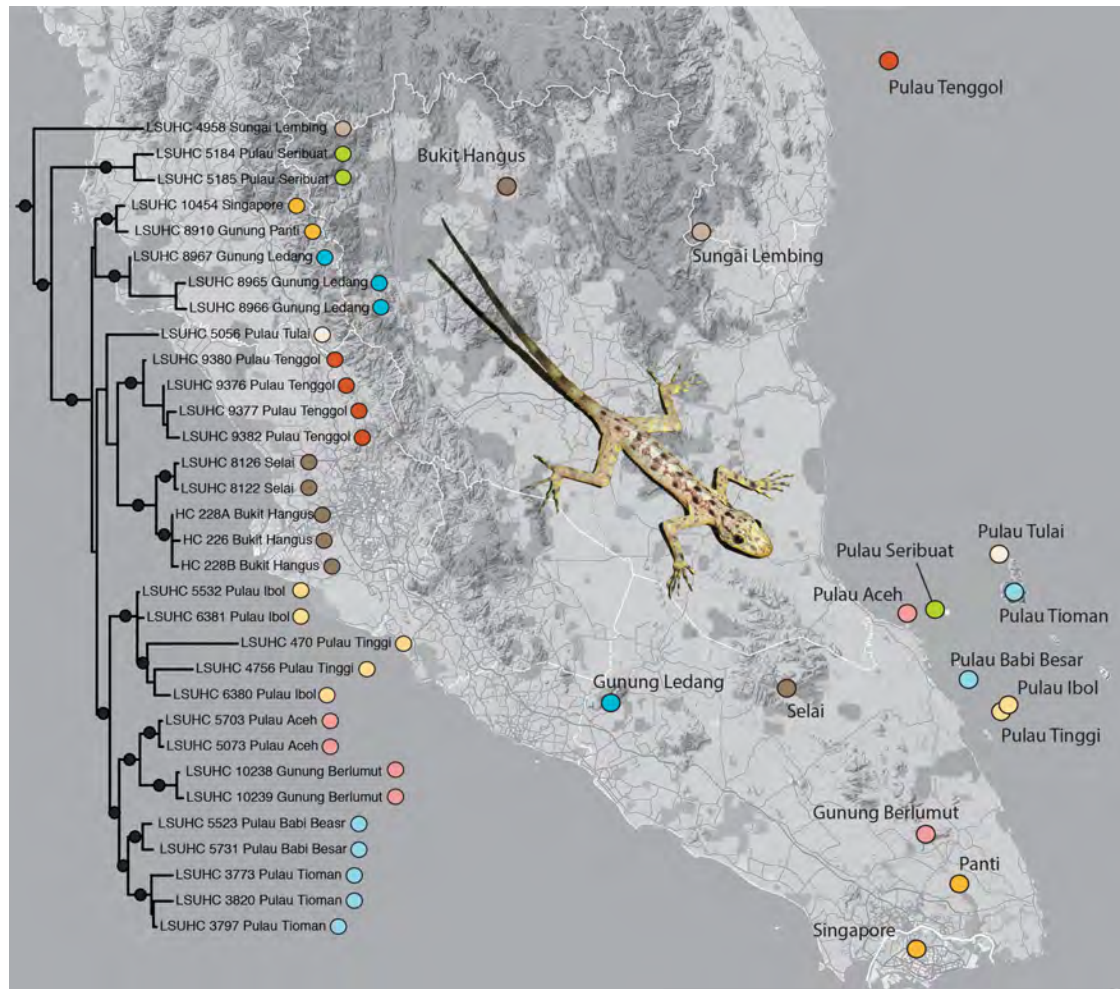 Pulau Tenggol
LSUHC 4958 Sungai Lembing
LSUHC 5184 Pulau Seribuat
LSUHC 5185 Pulau Seribuat
LSUHC 10454 Singapore
LSUHC 8910 Gunung Panti
LSUHC 8967 Gunung Ledang
LSUHC 8965 Gunung Ledang
LSUHC 8966 Gunung Ledang
LSUHC 5056 Pulau Tulai
LSUHC 9380 Pulau Tenggol
LSUHC 9376 Pulau Tenggol
LSUHC 9377 Pulau Tenggol
LSUHC 9382 Pulau Tenggol
LSUHC 8126 Selai
LSUHC 8122 Selai
HC 228A Bukit Hangus
HC 226 Bukit Hangus
HC 228B Bukit Hangus
LSUHC 5532 Pulau Ibol
LSUHC 6381 Pulau Ibol
LSUHC 470 Pulau Tinggi
LSUHC 4756 Pulau Tinggi
LSUHC 6380 Pulau Ibol
LSUHC 5703 Pulau Aceh
LSUHC 5073 Pulau Aceh
LSUHC 10238 Gunung Berlumut
LSUHC 10239 Gunung Berlumut
LSUHC 5523 Pulau Babi Beasr
LSUHC 5731 Pulau Babi Besar
LSUHC 3773 Pulau Tioman
LSUHC 3820 Pulau Tioman
LSUHC 3797 Pulau Tioman
Bukit Hangus
Sungai Lembing
Pulau Tulai
Pulau Seribuat
Pulau Aceh
Pulau Tioman
Pulau Babi Besar
Pulau Ibol
Gunung Ledang
Selai
Pulau Tinggi
Gunung Berlumut
Panti
Singapore